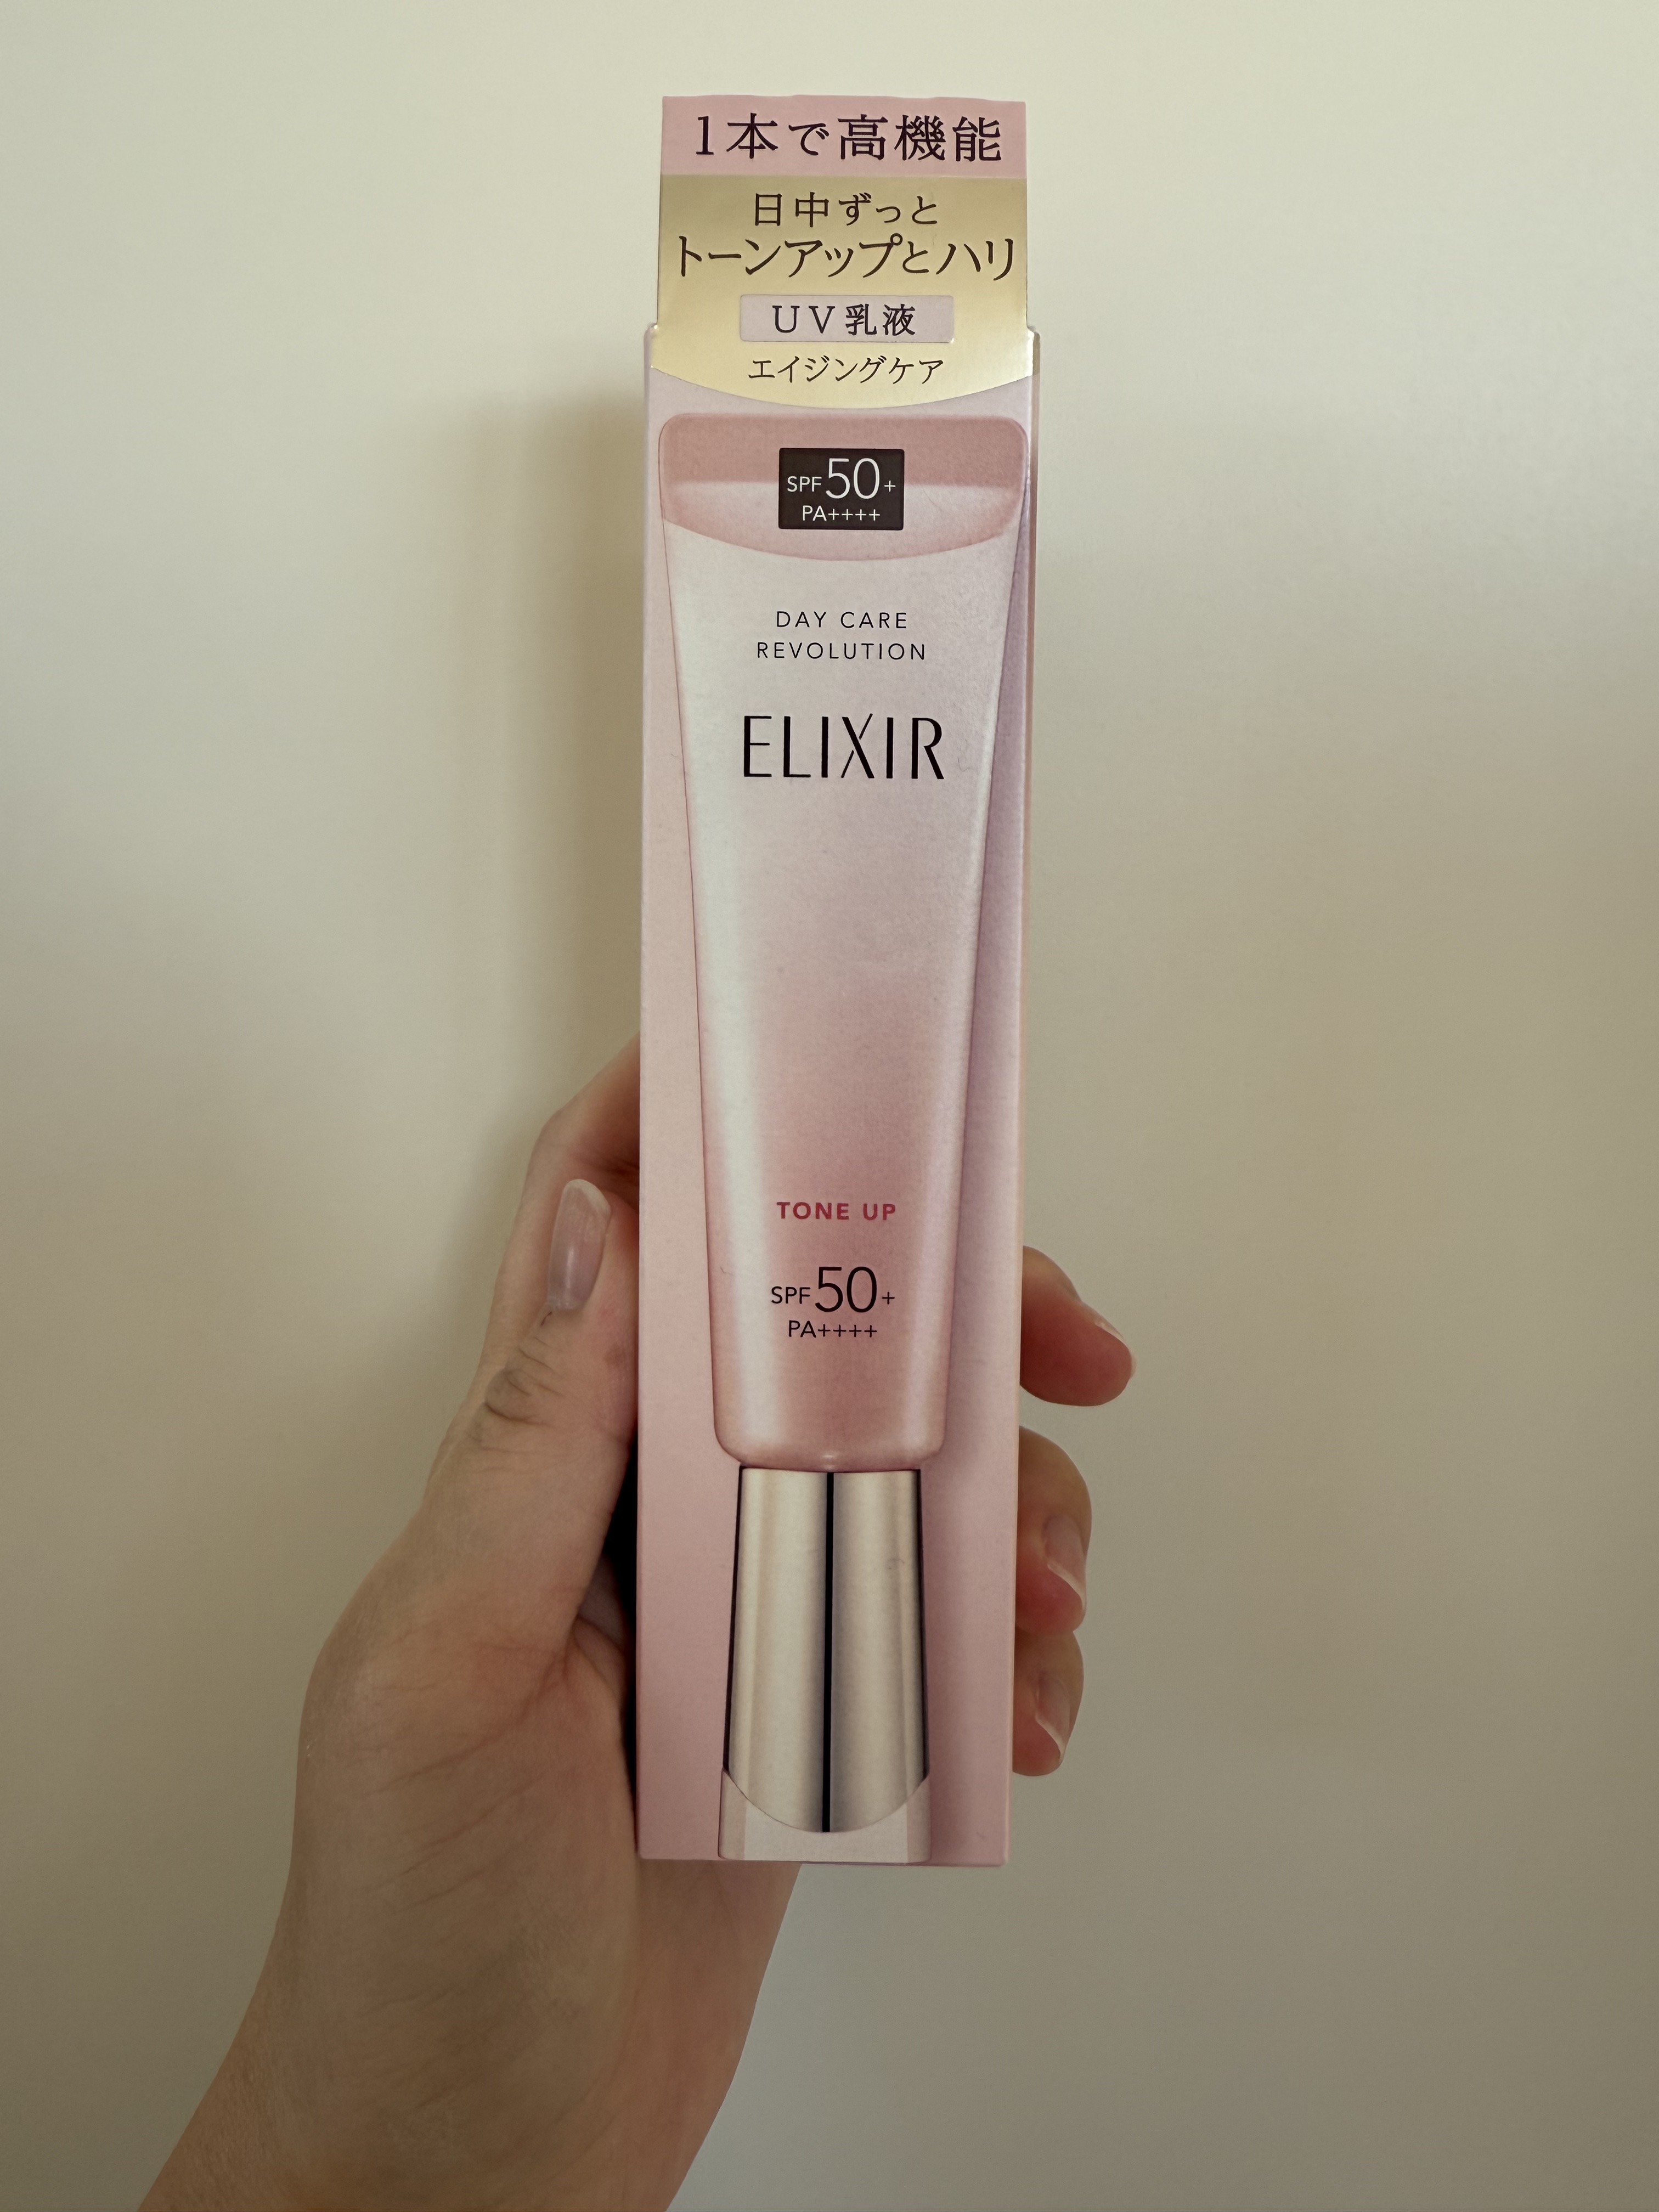 1本で高機能
日中ずっと
トーンアップとハリ
UV乳液
エイジングケア
SPF50+
PA++++
DAY CARE
REVOLUTION
ELIXIR
TONE UP
SPF50+
PA++++